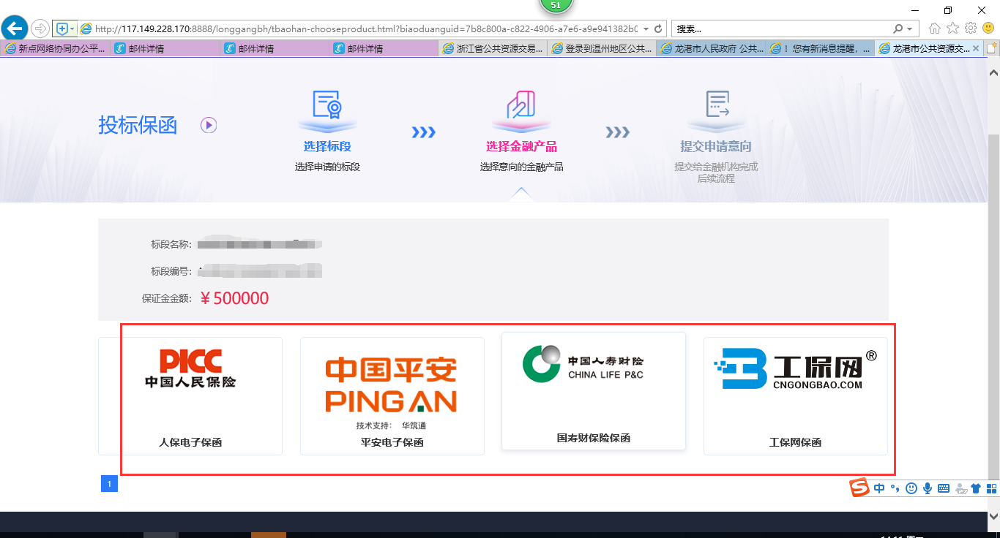 51
http://117.149.228.170:8888/longgangbh/tbaohan-chooseproduct.html?biaoduanguid=7b8c800a-c822-4906-a7e6-a9e941382b0
搜索...
新点网络协同办公平...
邮件详情
邮件详情
邮件详情
浙江省公共资源交易...
登录到温州地区公共...
龙港市人民政府 公共...
！您有新消息提醒，...
龙港市公共资源交...
投标保函
选择标段
选择金融产品
提交申请意向
选择申请的标段
选择意向的金融产品
提交给金融机构完成
后续流程
标段名称：
标段编号：
保证金金额：
¥ 500000
PICC
中国人民保险
人保电子保函
中国平安
PING AN
技术支持： 华筑通
平安电子保函
中国人寿财险
CHINA LIFE P&C
国寿财保险保函
工保网®
CNGONGBAO.COM
工保网保函
1
中